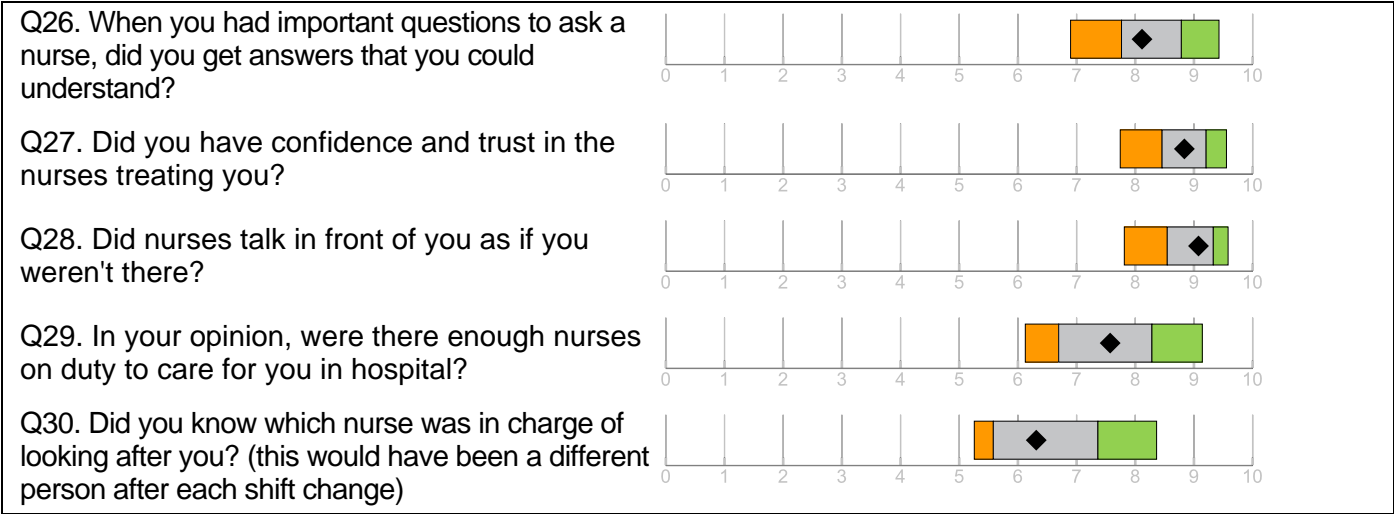 Q26. When you had important questions to ask a
nurse, did you get answers that you could
understand?
0 1 2 3 4 5 6 7 8 9 10
Q27. Did you have confidence and trust in the
nurses treating you?
0 1 2 3 4 5 6 7 8 9 10
Q28. Did nurses talk in front of you as if you
weren't there?
0 1 2 3 4 5 6 7 8 9 10
Q29. In your opinion, were there enough nurses
on duty to care for you in hospital?
0 1 2 3 4 5 6 7 8 9 10
Q30. Did you know which nurse was in charge of
looking after you? (this would have been a different
person after each shift change)
0 1 2 3 4 5 6 7 8 9 10